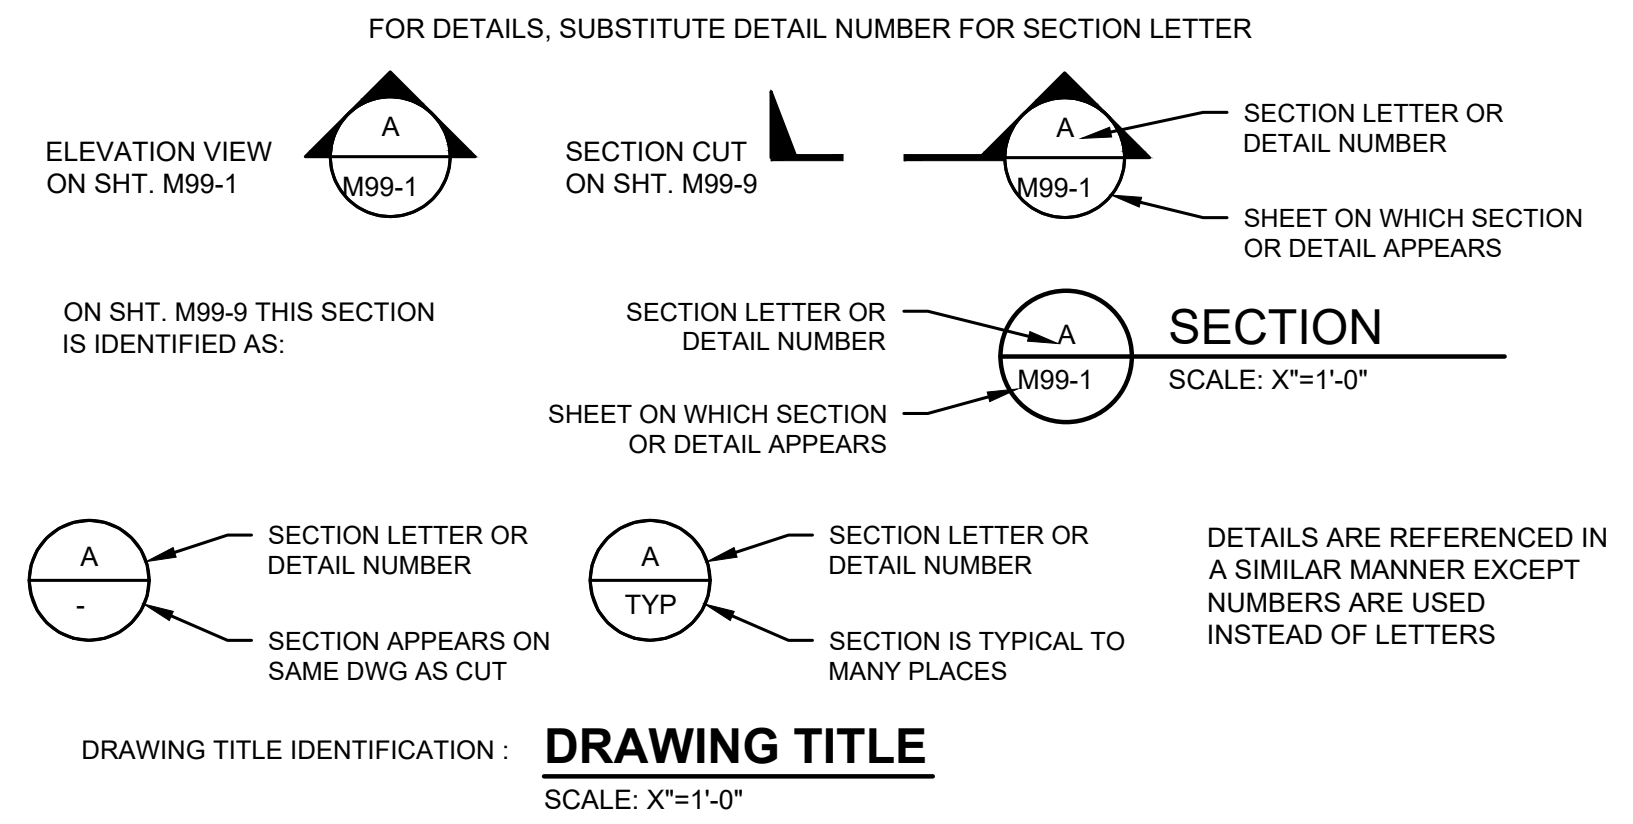 FOR DETAILS, SUBSTITUTE DETAIL NUMBER FOR SECTION LETTER
ELEVATION VIEW
ON SHT. M99-1
A
M99-1
SECTION CUT
ON SHT. M99-9
A
M99-1
SECTION LETTER OR
DETAIL NUMBER
SHEET ON WHICH SECTION
OR DETAIL APPEARS
ON SHT. M99-9 THIS SECTION
IS IDENTIFIED AS:
SECTION LETTER OR
DETAIL NUMBER
SHEET ON WHICH SECTION
OR DETAIL APPEARS
A
M99-1
SECTION
SCALE: X"=1'-0"
A
-
SECTION LETTER OR
DETAIL NUMBER
SECTION APPEARS ON
SAME DWG AS CUT
A
TYP
SECTION LETTER OR
DETAIL NUMBER
SECTION IS TYPICAL TO
MANY PLACES
DETAILS ARE REFERENCED IN
A SIMILAR MANNER EXCEPT
NUMBERS ARE USED
INSTEAD OF LETTERS
DRAWING TITLE IDENTIFICATION :
DRAWING TITLE
SCALE: X"=1'-0"